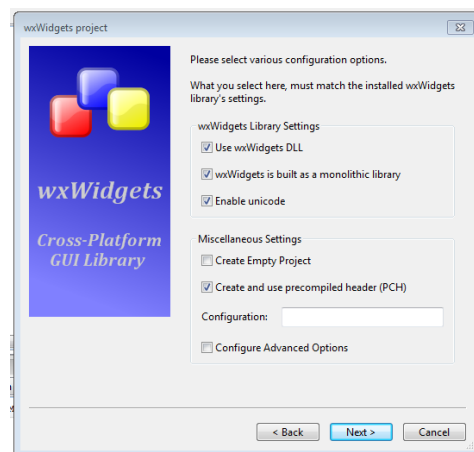 wxWidgets project
Please select various configuration options.
What you select here, must match the installed wxWidgets
library's settings.
wxWidgets Library Settings
Use wxWidgets DLL
wxWidgets is built as a monolithic library
Enable unicode
wxWidgets
Cross-Platform
GUI Library
Miscellaneous Settings
Create Empty Project
Create and use precompiled header (PCH)
Configuration:
Configure Advanced Options
< Back
Next >
Cancel